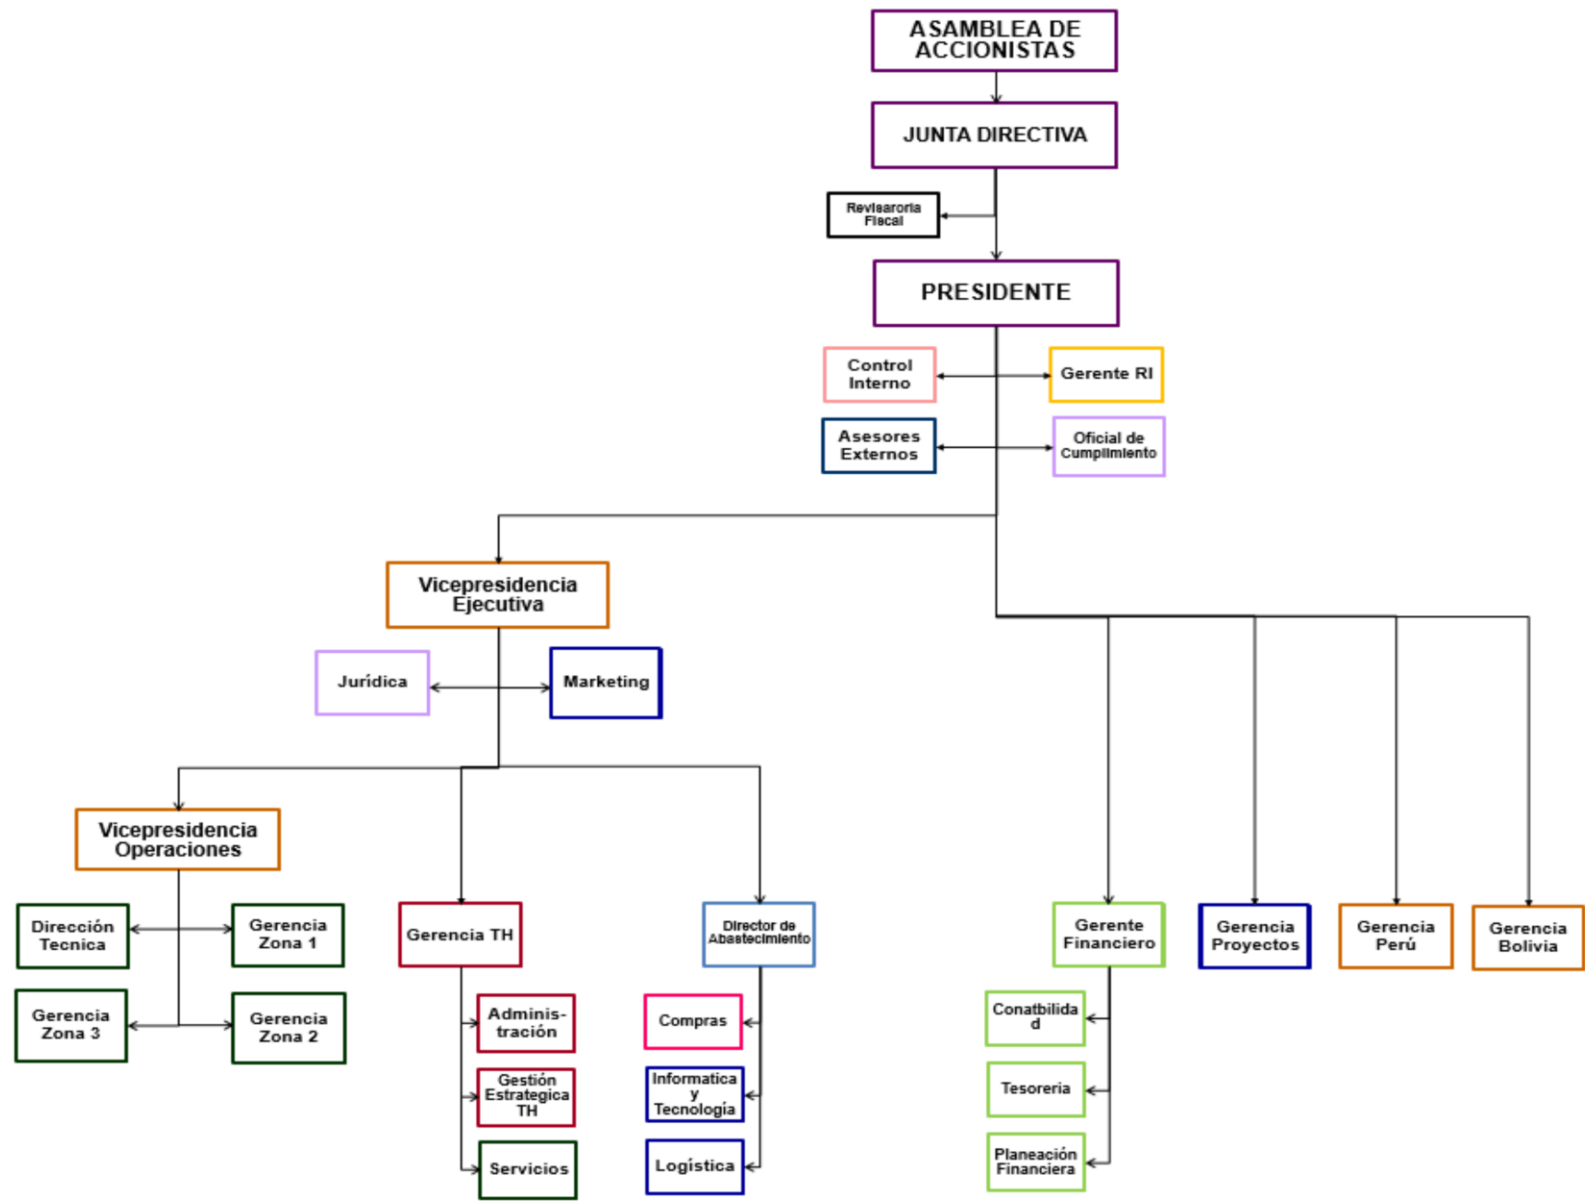 ASAMBLEA DE
ACCIONISTAS
JUNTA DIRECTIVA
Revisaroria
Fiscal
PRESIDENTE
Control
Interno
Gerente RI
Asesores
Externos
Oficial de
Cumplimiento
Vicepresidencia
Ejecutiva
Jurídica
Marketing
Vicepresidencia
Operaciones
Dirección
Tecnica
Gerencia
Zona 1
Gerencia
Zona 3
Gerencia
Zona 2
Gerencia TH
Adminis-
tración
Gestión
Estrategica
TH
Servicios
Director de
Abastecimiento
Compras
Informatica
y
Tecnología
Logística
Gerente
Financiero
Conatbilida
d
Tesoreria
Planeación
Financiera
Gerencia
Proyectos
Gerencia
Perú
Gerencia
Bolivia